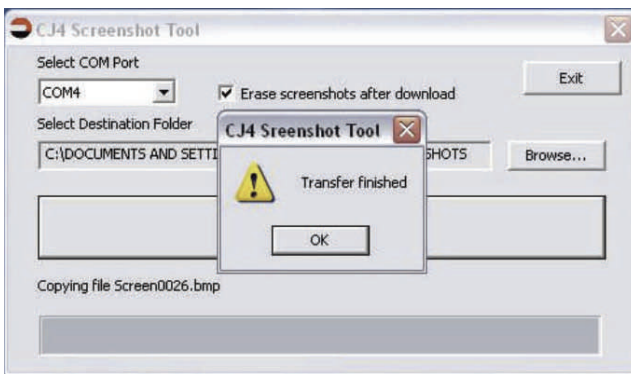 CJ4 Screenshot Tool
Select COM Port
COM4
Erase screenshots after download
Exit
Select Destination Folder
CJ4 Sreenshot Tool
C:\DOCUMENTS AND SETTI
SHOTS
Browse...
Transfer finished
OK
Copying file Screen0026.bmp